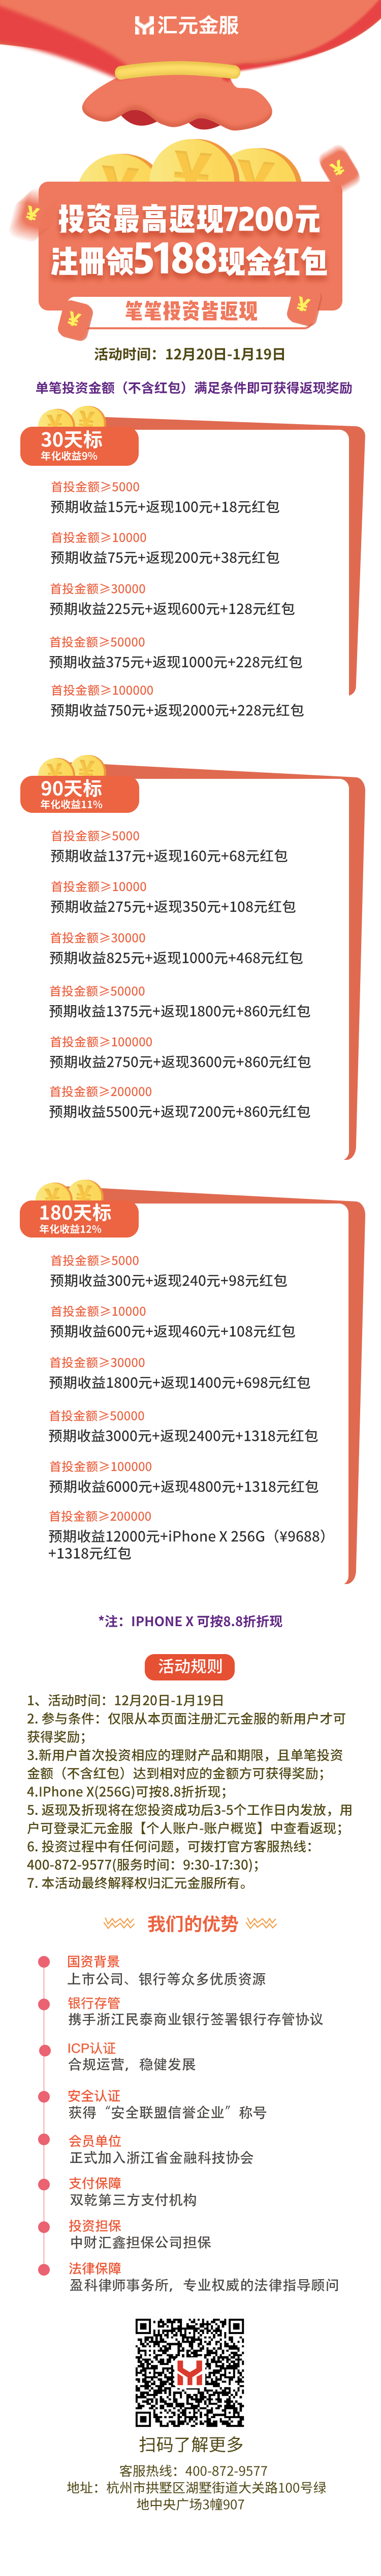 汇元金服
投资最高返现7200元
注冊领5188现金红包
笔笔投资皆返现
活动时间：12月20日-1月19日
单笔投资金额（不含红包）满足条件即可获得返现奖励
30天标
年化收益9%
首投金额≥5000
预期收益15元+返现100元+18元红包
首投金额≥10000
预期收益75元+返现200元+38元红包
首投金额≥30000
预期收益225元+返现600元+128元红包
首投金额≥50000
预期收益375元+返现1000元+228元红包
首投金额≥100000
预期收益750元+返现2000元+228元红包
90天标
年化收益11%
首投金额≥5000
预期收益137元+返现160元+68元红包
首投金额≥10000
预期收益275元+返现350元+108元红包
首投金额≥30000
预期收益825元+返现1000元+468元红包
首投金额≥50000
预期收益1375元+返现1800元+860元红包
首投金额≥100000
预期收益2750元+返现3600元+860元红包
首投金额≥200000
预期收益5500元+返现7200元+860元红包
180天标
年化收益12%
首投金额≥5000
预期收益300元+返现240元+98元红包
首投金额≥10000
预期收益600元+返现460元+108元红包
首投金额≥30000
预期收益1800元+返现1400元+698元红包
首投金额≥50000
预期收益3000元+返现2400元+1318元红包
首投金额≥100000
预期收益6000元+返现4800元+1318元红包
首投金额≥200000
预期收益12000元+iPhone X 256G（¥9688）
+1318元红包
*注：IPHONE X 可按8.8折折现
活动规则
1、活动时间：12月20日-1月19日
2. 参与条件：仅限从本页面注册汇元金服的新用户才可
获得奖励；
3.新用户首次投资相应的理财产品和期限，且单笔投资
金额（不含红包）达到相对应的金额方可获得奖励；
4.IPhone X(256G)可按8.8折折现；
5. 返现及折现将在您投资成功后3-5个工作日内发放，用
户可登录汇元金服【个人账户-账户概览】中查看返现；
6. 投资过程中有任何问题，可拨打官方客服热线：
400-872-9577(服务时间：9:30-17:30)；
7. 本活动最终解释权归汇元金服所有。
我们的优势
国资背景
上市公司、银行等众多优质资源
银行存管
携手浙江民泰商业银行签署银行存管协议
ICP认证
合规运营，稳健发展
安全认证
获得“安全联盟信誉企业”称号
会员单位
正式加入浙江省金融科技协会
支付保障
双乾第三方支付机构
投资担保
中财汇鑫担保公司担保
法律保障
盈科律师事务所，专业权威的法律指导顾问
扫码了解更多
客服热线：400-872-9577
地址：杭州市拱墅区湖墅街道大关路100号绿
地中央广场3幢907